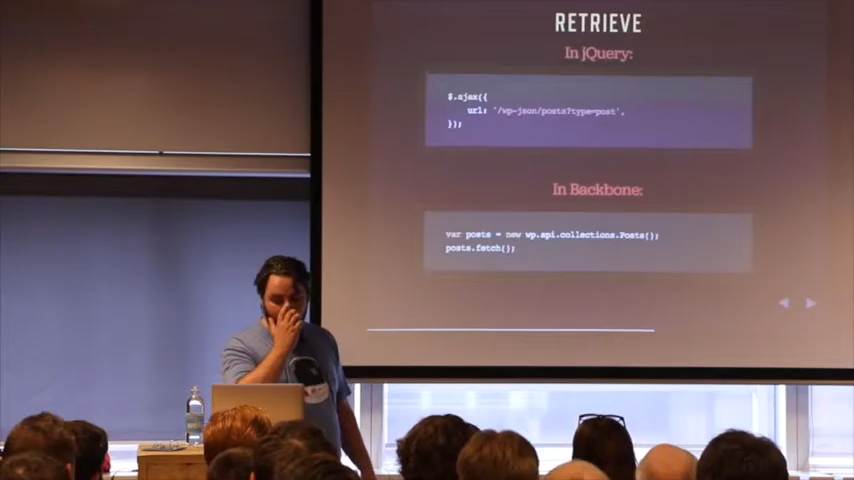 RETRIEVE
In jQuery:
$.ajax({
url: '/wp-json/posts?type=post',
});
In Backbone:
var posts = new wp.api.collections.Posts();
posts.fetch();